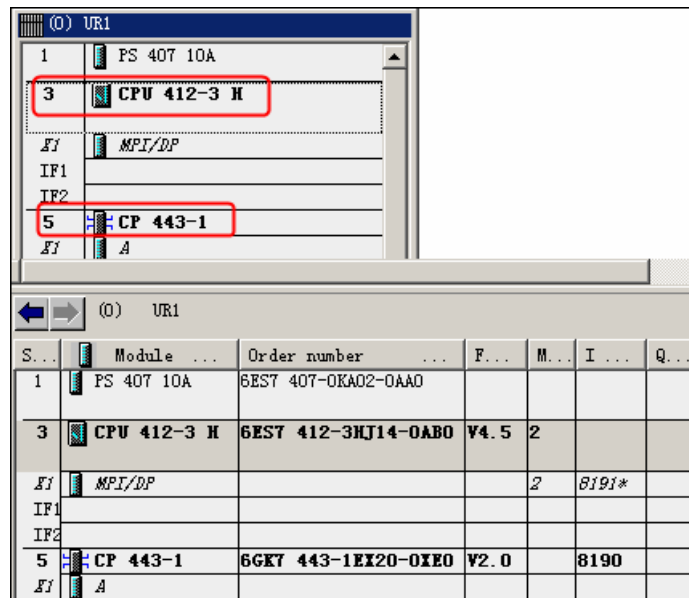 (0) UR1
1 PS 407 10A
3 CPU 412-3 H
X1 MPI/DP
IF1
IF2
5 CP 443-1
X1 A
(0) UR1
S... Module ... Order number ... F... M... I ... Q...
1 PS 407 10A 6ES7 407-0KA02-0AA0
3 CPU 412-3 H 6ES7 412-3HJ14-0AB0 V4.5 2
X1 MPI/DP 2 8191*
IF1
IF2
5 CP 443-1 6GK7 443-1EX20-0XE0 V2.0 8190
X1 A